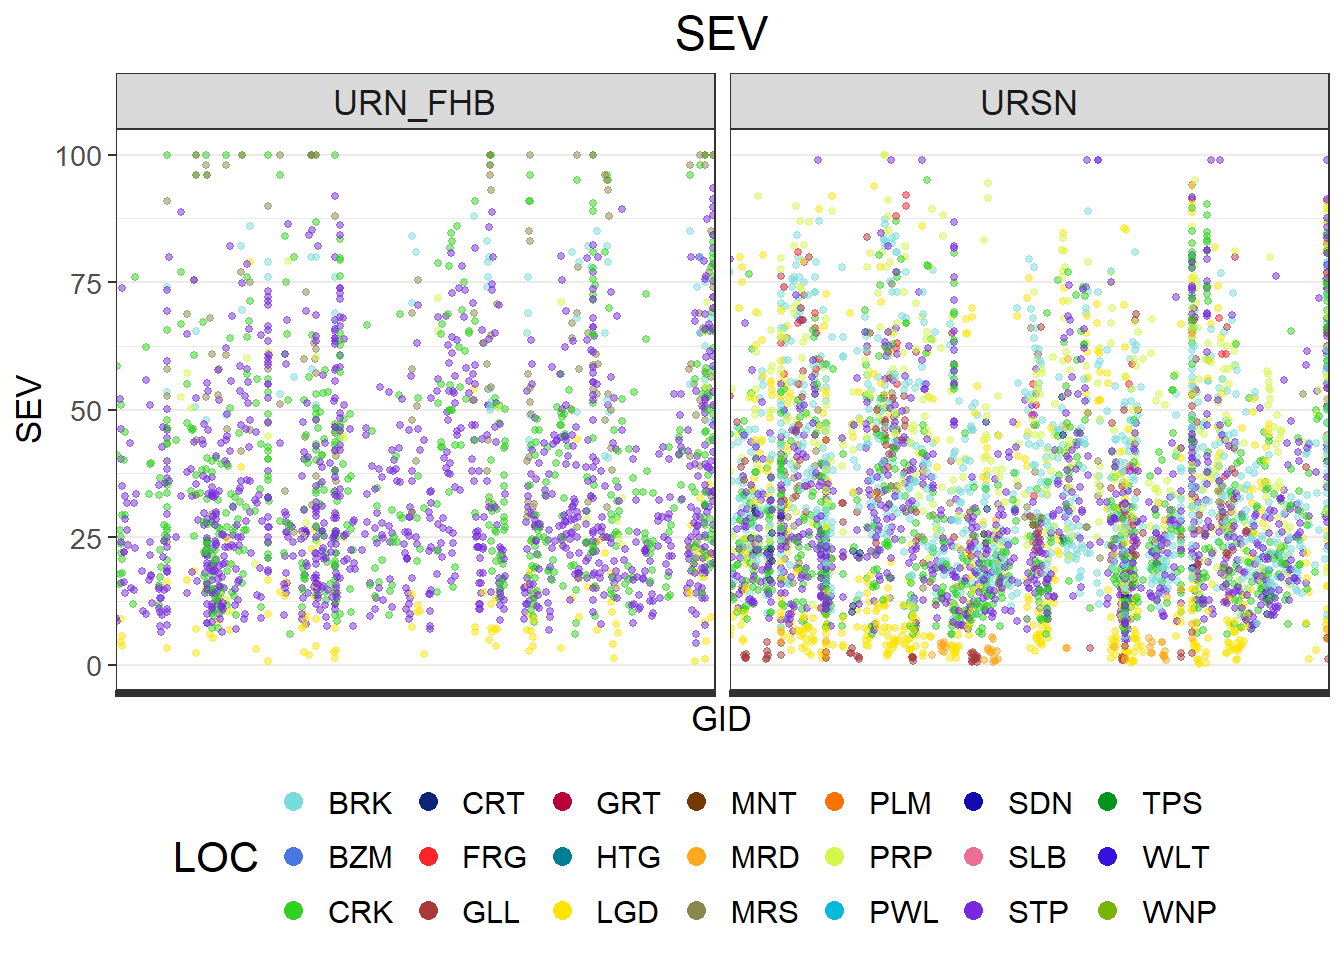 SEV
URN_FHB URSN
100
75
50
25
0
SEV
GID
LOC
BRK CRT GRT MNT PLM SDN TPS
BZM FRG HTG MRD PRP SLB WLT
CRK GLL LGD MRS PWL STP WNP